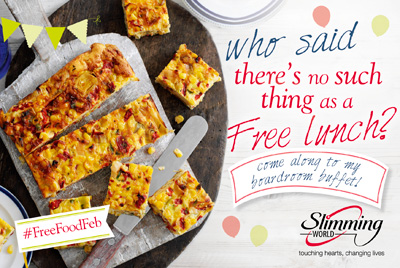 who said
there's no such
thing as a
Free lunch?
come along to my
boardroom buffet!
#FreeFoodFeb
Slimming
WORLD
touching hearts, changing lives